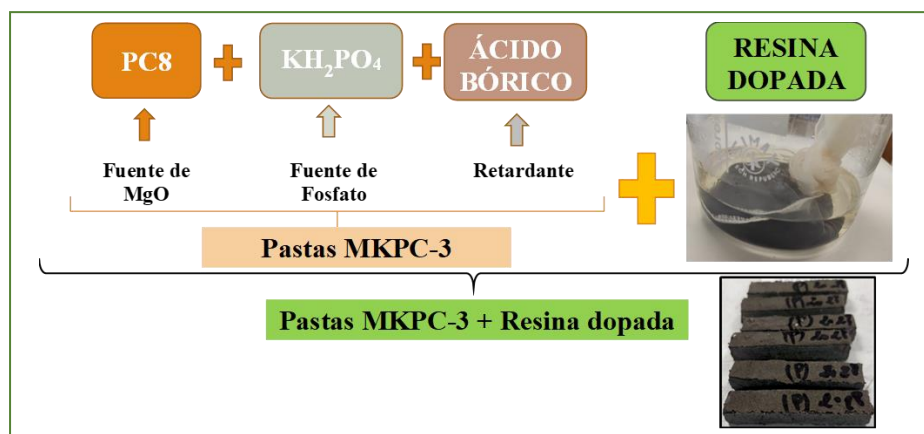 PC8
KH₂PO₄
ÁCIDO
BÓRICO
RESINA
DOPADA
Fuente de
MgO
Fuente de
Fosfato
Retardante
Pastas MKPC-3
Pastas MKPC-3 + Resina dopada